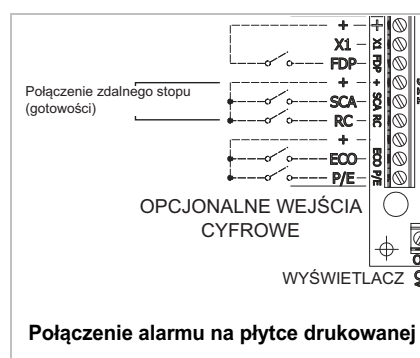 +
X1
FDP
+
SCA
RC
+
ECO
P/E
+
X1
FDP
+
SCA
RC
ECO
P/E
Połączenie zdalnego stopu
(gotowości)
OPCJONALNE WEJŚCIA
CYFROWE
WYŚWIETLACZ
Połączenie alarmu na płytce drukowanej